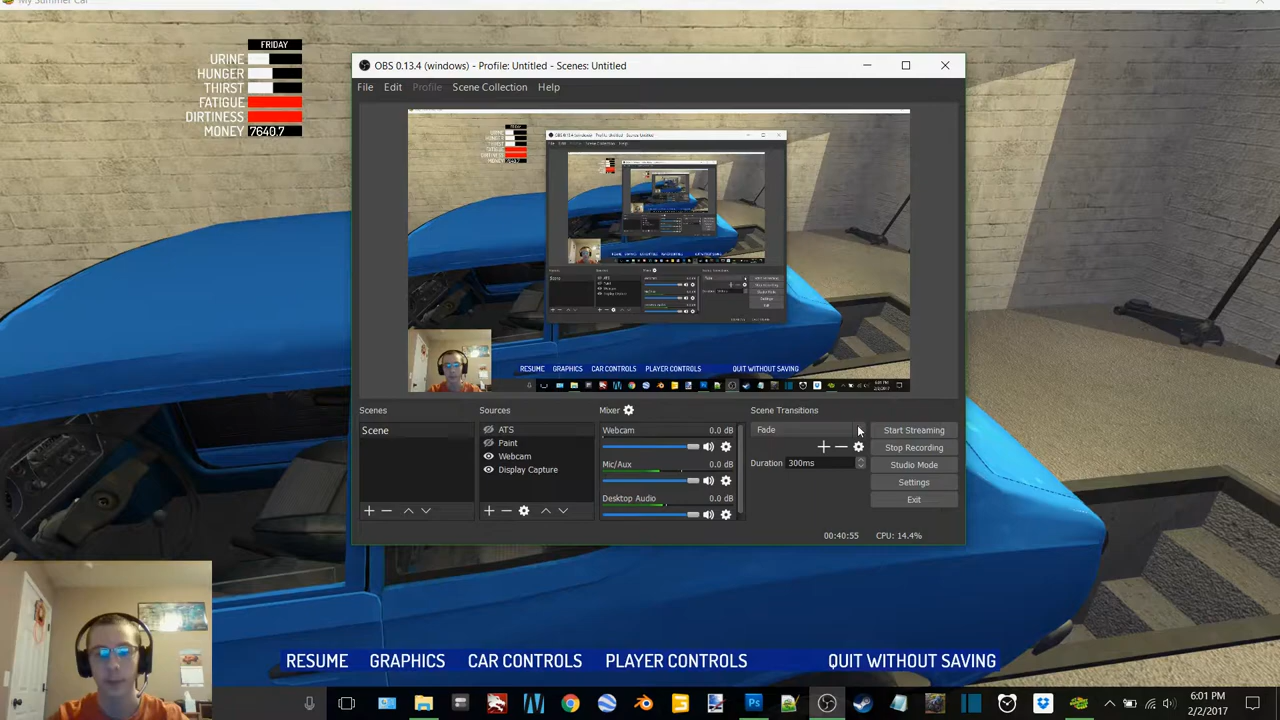 My Summer Car
FRIDAY
URINE
HUNGER
THIRST
FATIGUE
DIRTINESS
MONEY 7640.7
OBS 0.13.4 (windows) - Profile: Untitled - Scenes: Untitled
File Edit Profile Scene Collection Help
RESUME GRAPHICS CAR CONTROLS PLAYER CONTROLS QUIT WITHOUT SAVING
Scenes
Scene
Sources
ATS
Paint
Webcam
Display Capture
Mixer
Webcam 0.0 dB
Mic/Aux 0.0 dB
Desktop Audio 0.0 dB
Scene Transitions
Fade
Duration 300ms
Start Streaming
Stop Recording
Studio Mode
Settings
Exit
00:40:55 CPU: 14.4%
RESUME GRAPHICS CAR CONTROLS PLAYER CONTROLS QUIT WITHOUT SAVING
6:01 PM
2/2/2017